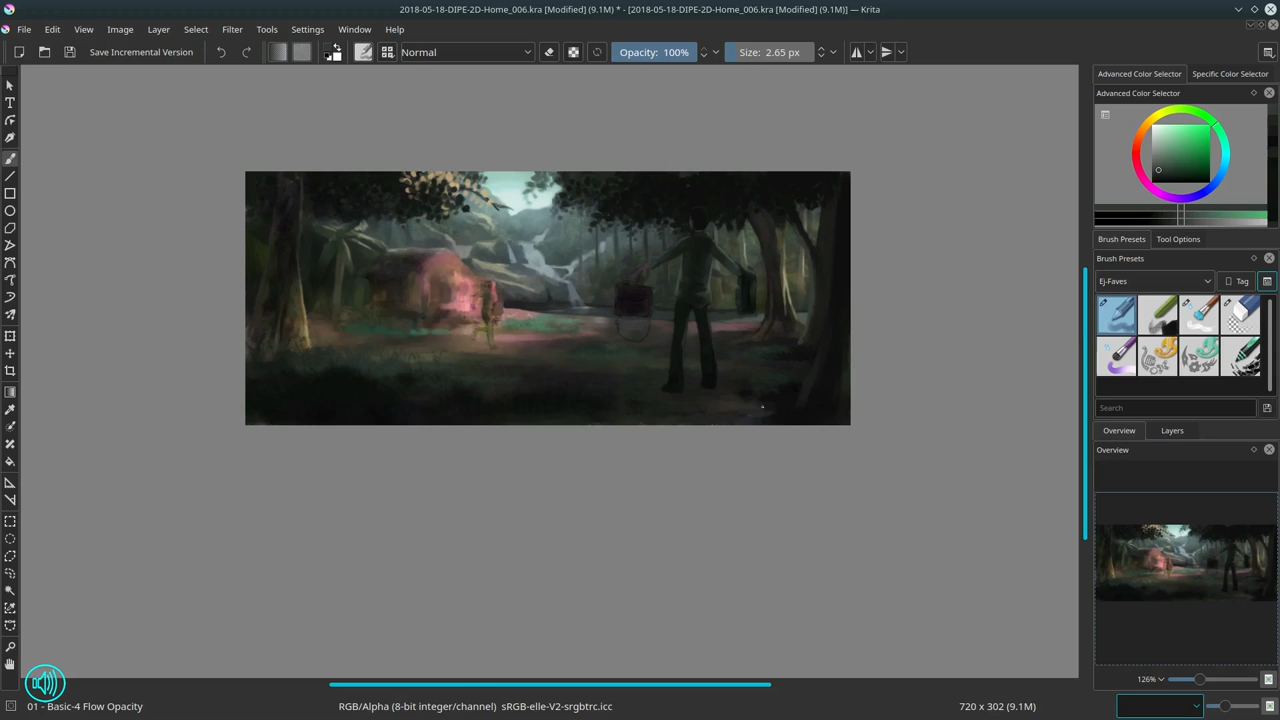 2018-05-18-DIPE-2D-Home_006.kra [Modified] (9.1M) * - [2018-05-18-DIPE-2D-Home_006.kra [Modified] (9.1M)] — Krita
File Edit View Image Layer Select Filter Tools Settings Window Help
Save Incremental Version Normal Opacity: 100% Size: 2.65 px
Advanced Color Selector Specific Color Selector
Advanced Color Selector
Brush Presets Tool Options
Brush Presets
Ej-Faves Tag
Search
Overview Layers
Overview
126%
01 - Basic-4 Flow Opacity RGB/Alpha (8-bit integer/channel) sRGB-elle-V2-srgbtrc.icc 720 x 302 (9.1M)